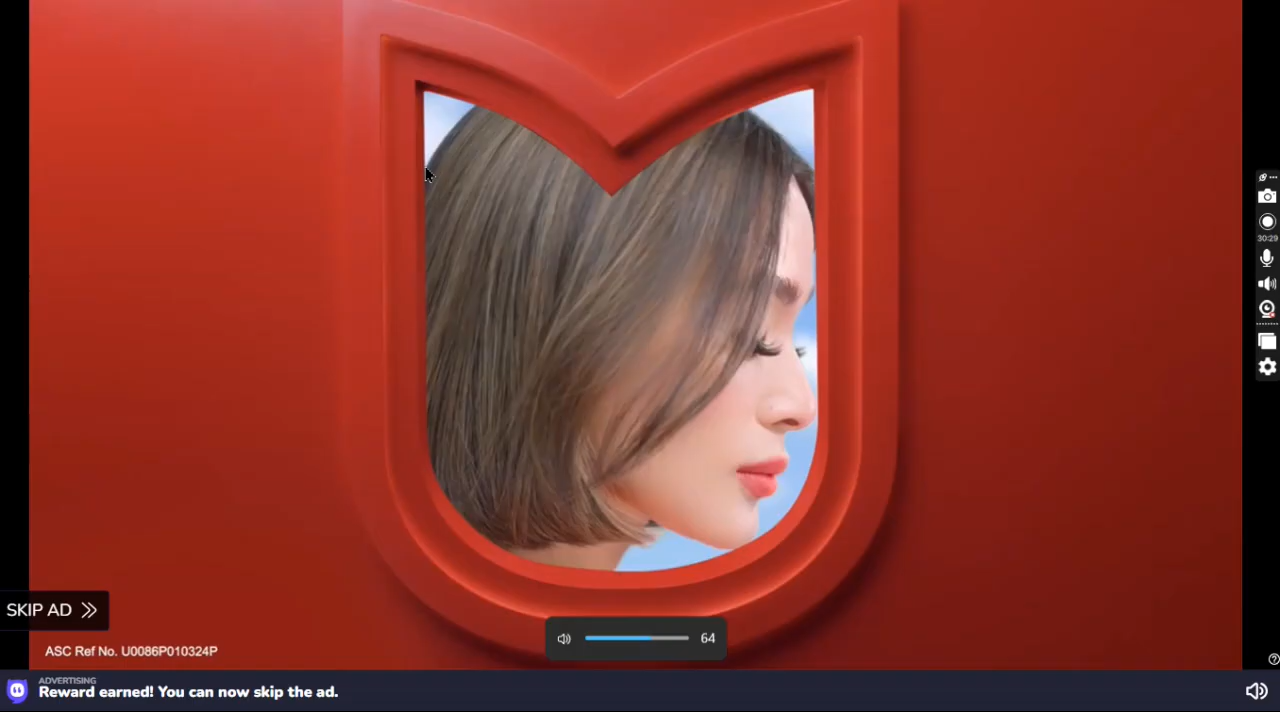 30:29
SKIP AD
ASC Ref No. U0086P010324P
64
ADVERTISING
Reward earned! You can now skip the ad.